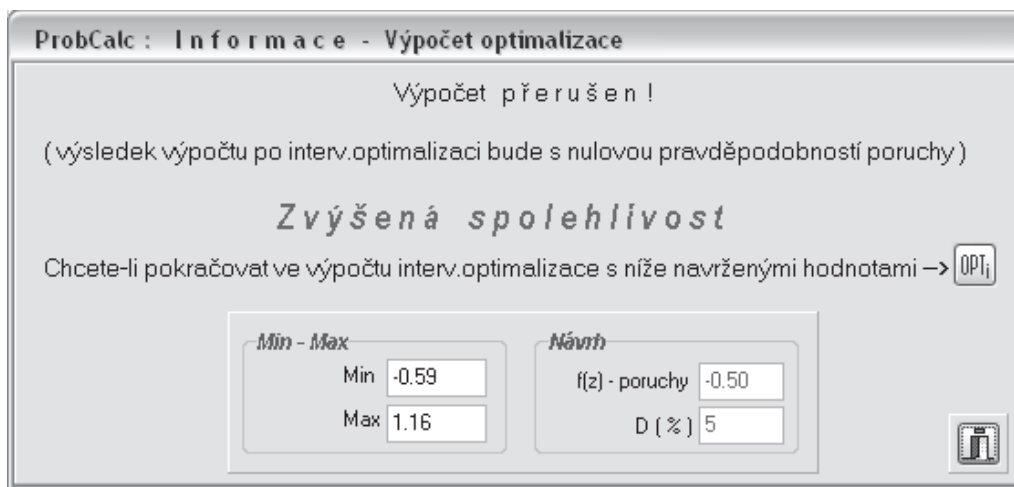 ProbCalc : I n f o r m a c e - Výpočet optimalizace
Výpočet p ř e r u š e n !
( výsledek výpočtu po interv.optimalizaci bude s nulovou pravděpodobností poruchy )
Z v ý š e n á s p o l e h l i v o s t
Chcete-li pokračovat ve výpočtu interv.optimalizace s níže navrženými hodnotami --> OPTi
Min - Max
Min -0.59
Max 1.16
Návrh
f(z) - poruchy -0.50
D ( % ) 5